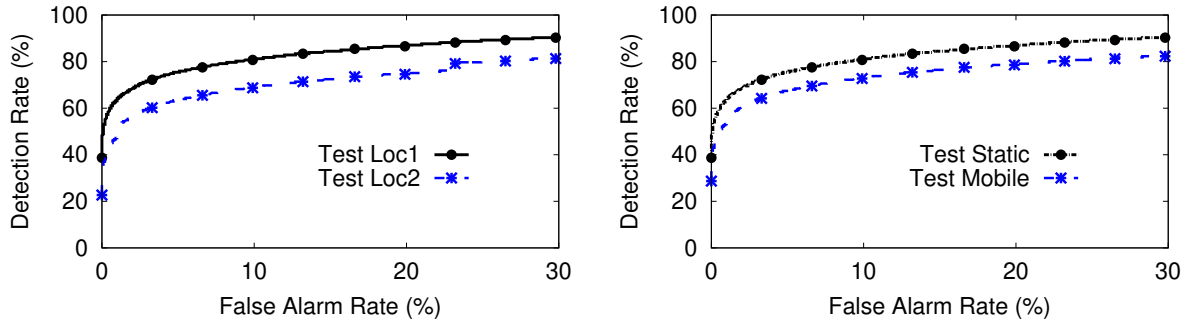 100
80
60
40
20
0
Detection Rate (%)
Test Loc1
Test Loc2
0 10 20 30
False Alarm Rate (%)
100
80
60
40
20
0
Detection Rate (%)
Test Static
Test Mobile
0 10 20 30
False Alarm Rate (%)